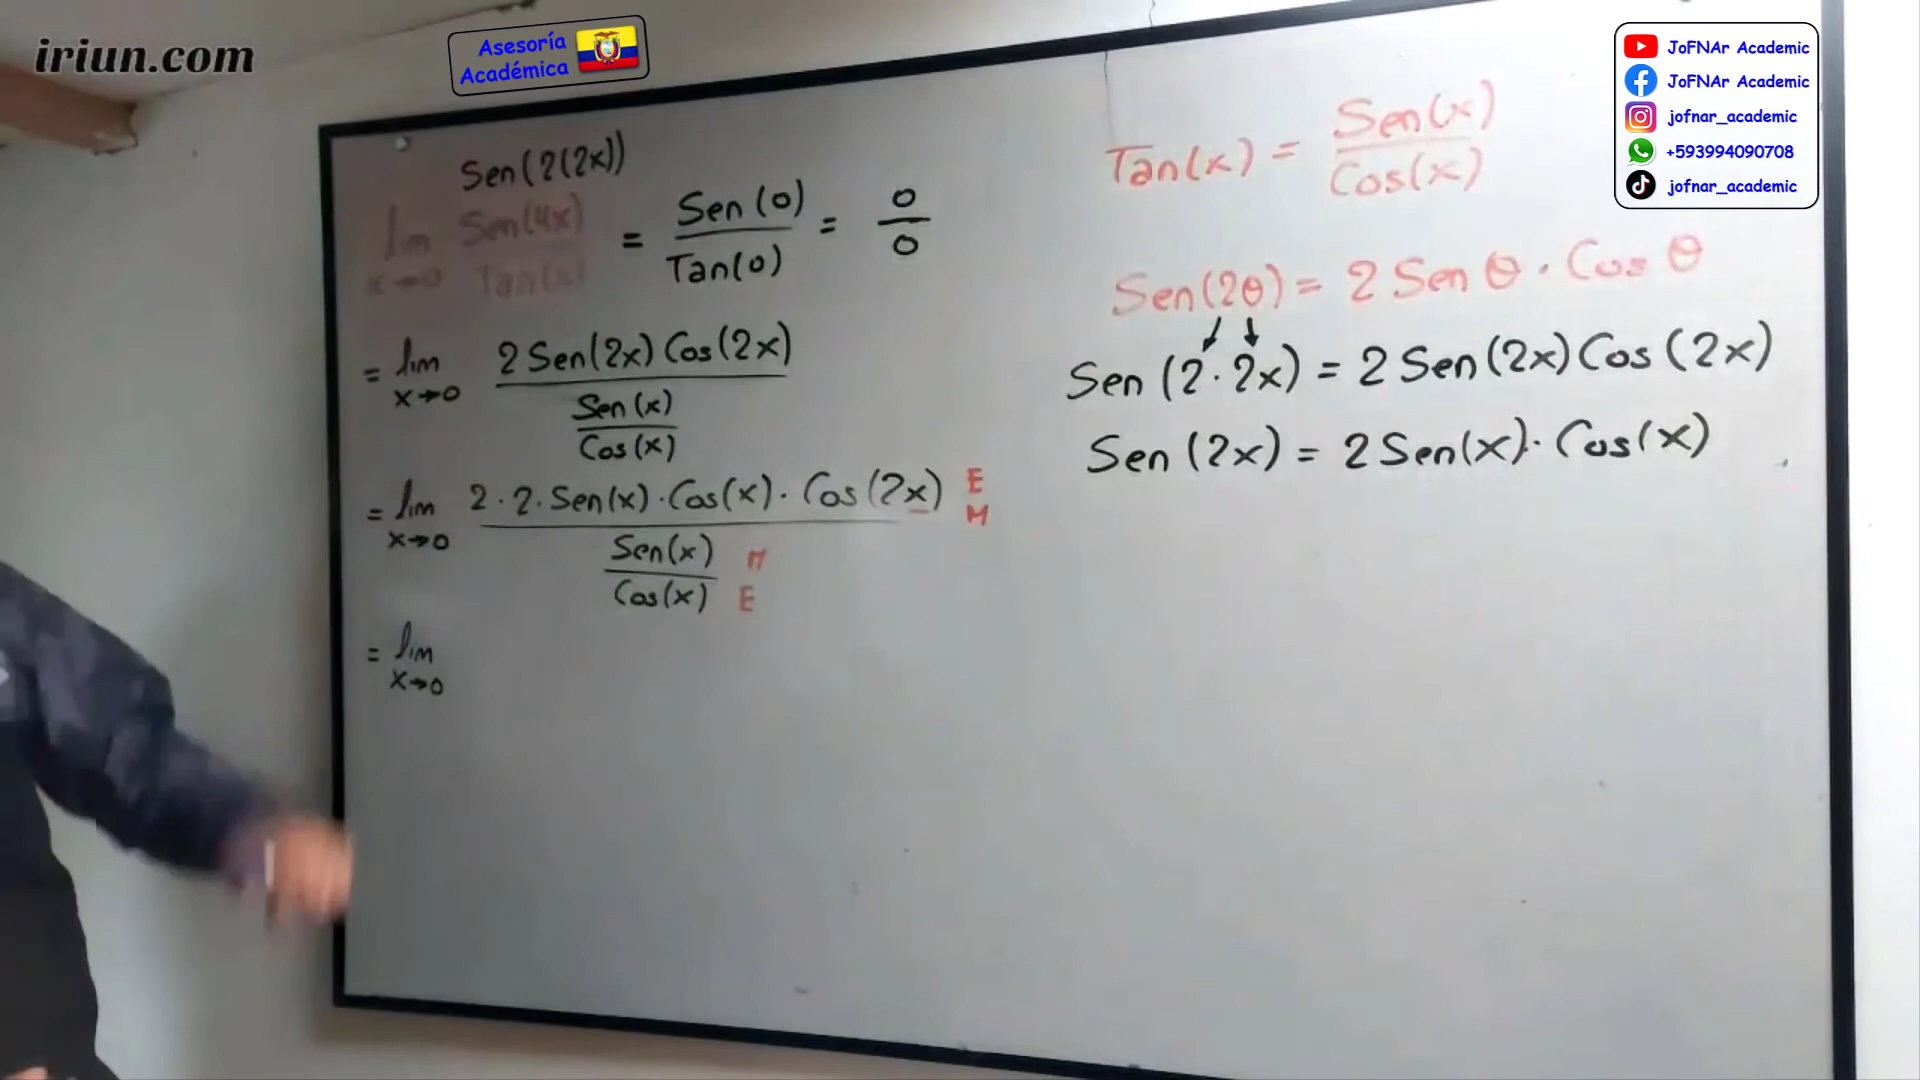 iriun.com
Asesoría
Académica
JoFNAr Academic
JoFNAr Academic
jofnar_academic
+593994090708
jofnar_academic
Sen(2(2x))
lim x→0 Sen(4x) / Tan(x) = Sen(0) / Tan(0) = 0 / 0
= lim x→0 2 Sen(2x) Cos(2x) / Sen(x) / Cos(x)
= lim x→0 2 · 2 · Sen(x) · Cos(x) · Cos(2x) E M / Sen(x) M / Cos(x) E
= lim x→0
Tan(x) = Sen(x) / Cos(x)
Sen(2θ) = 2 Sen θ · Cos θ
Sen (2 · 2x) = 2 Sen(2x) Cos (2x)
Sen (2x) = 2 Sen(x) · Cos(x)